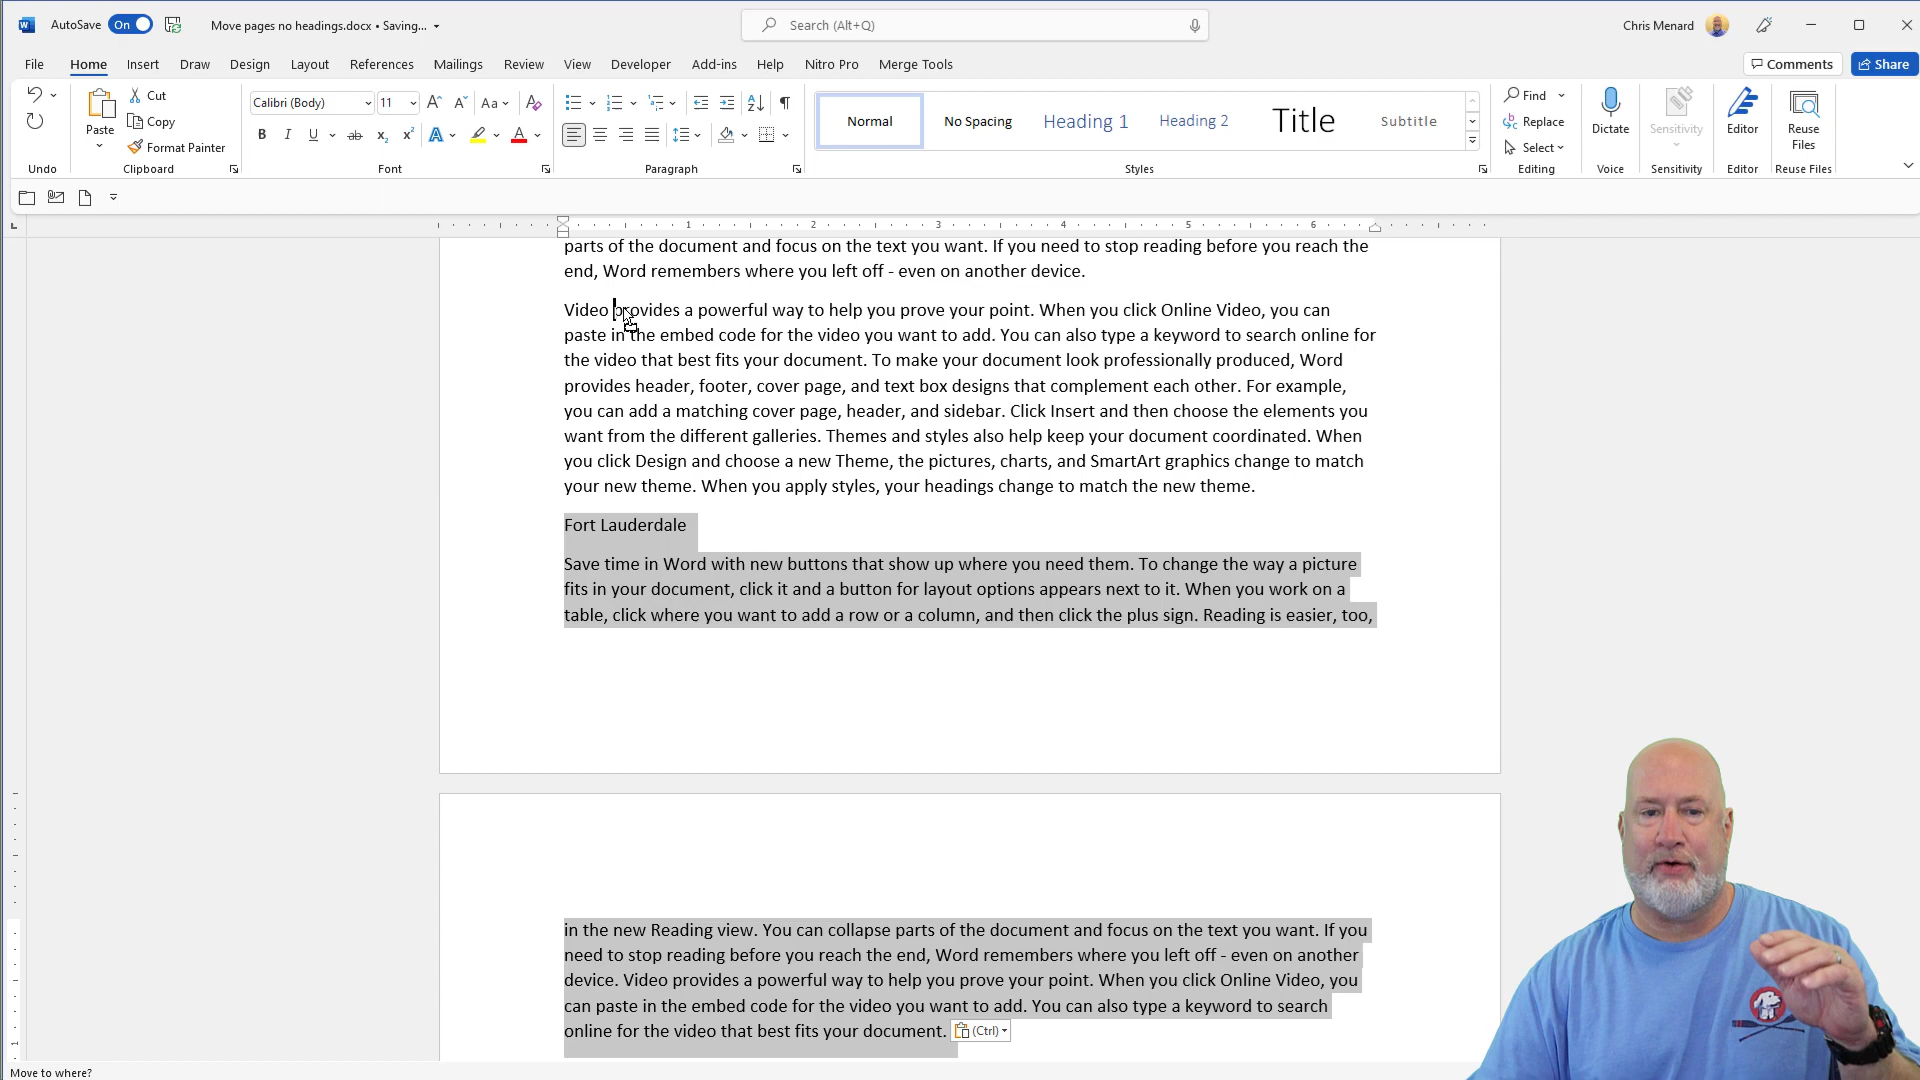 AutoSave On Move pages no headings.docx • Saving... Search (Alt+Q) Chris Menard
File Home Insert Draw Design Layout References Mailings Review View Developer Add-ins Help Nitro Pro Merge Tools Comments Share
Paste Cut Copy Format Painter
Calibri (Body) 11
Normal No Spacing Heading 1 Heading 2 Title Subtitle
Find Replace Select
Dictate Sensitivity Editor Reuse Files
Undo Clipboard Font Paragraph Styles Editing Voice Sensitivity Editor Reuse Files
1 2 3 4 5 6
parts of the document and focus on the text you want. If you need to stop reading before you reach the
end, Word remembers where you left off - even on another device.
Video provides a powerful way to help you prove your point. When you click Online Video, you can
paste in the embed code for the video you want to add. You can also type a keyword to search online for
the video that best fits your document. To make your document look professionally produced, Word
provides header, footer, cover page, and text box designs that complement each other. For example,
you can add a matching cover page, header, and sidebar. Click Insert and then choose the elements you
want from the different galleries. Themes and styles also help keep your document coordinated. When
you click Design and choose a new Theme, the pictures, charts, and SmartArt graphics change to match
your new theme. When you apply styles, your headings change to match the new theme.
Fort Lauderdale
Save time in Word with new buttons that show up where you need them. To change the way a picture
fits in your document, click it and a button for layout options appears next to it. When you work on a
table, click where you want to add a row or a column, and then click the plus sign. Reading is easier, too,
in the new Reading view. You can collapse parts of the document and focus on the text you want. If you
need to stop reading before you reach the end, Word remembers where you left off - even on another
device. Video provides a powerful way to help you prove your point. When you click Online Video, you
can paste in the embed code for the video you want to add. You can also type a keyword to search
online for the video that best fits your document. (Ctrl)
Move to where?